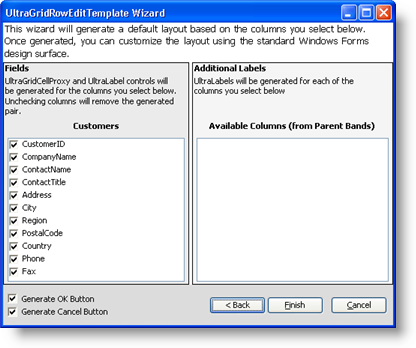 UltraGridRowEditTemplate Wizard
This wizard will generate a default layout based on the columns you select below.
Once generated, you can customize the layout using the standard Windows Forms
design surface.
Fields
UltraGridCellProxy and UltraLabel controls will
be generated for the columns you select below.
Unchecking columns will remove the generated
pair.
Customers
CustomerID
CompanyName
ContactName
ContactTitle
Address
City
Region
PostalCode
Country
Phone
Fax
Additional Labels
UltraLabels will be generated for each of the
columns you select below
Available Columns (from Parent Bands)
Generate OK Button
Generate Cancel Button
< Back
Finish
Cancel